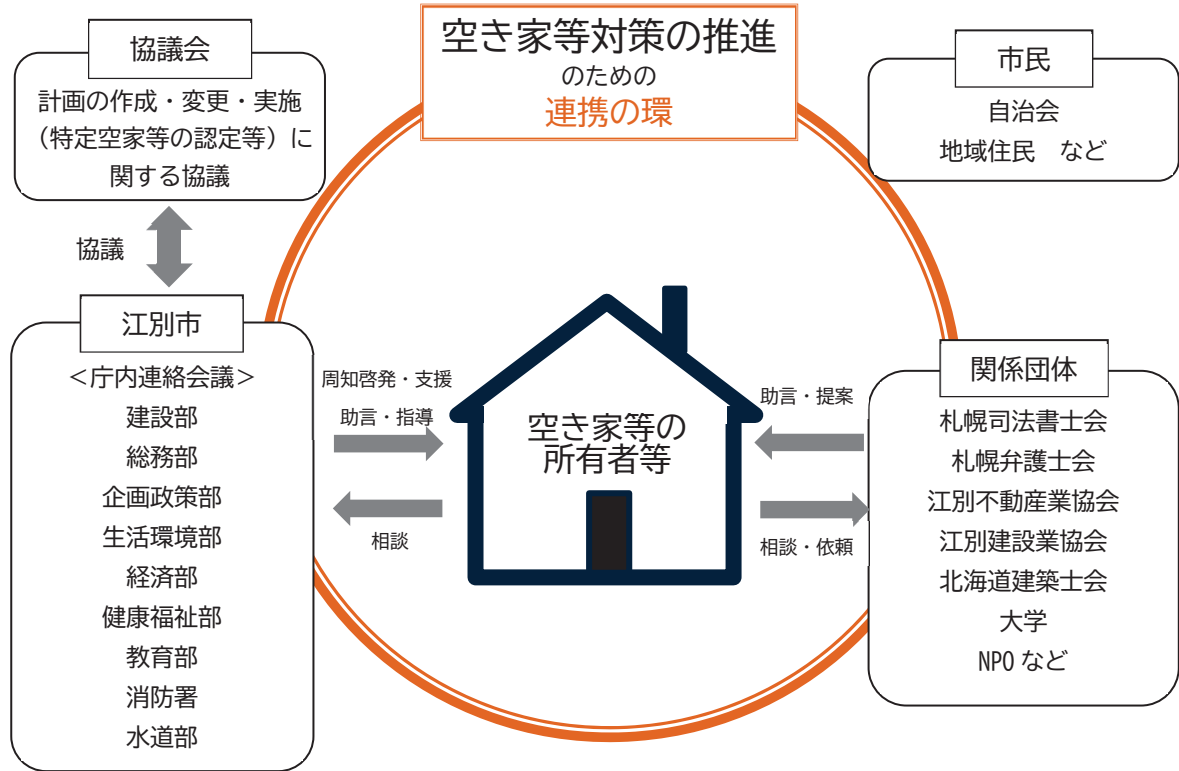 空き家等対策の推進
のための
連携の環
協議会
計画の作成・変更・実施
（特定空家等の認定等）に
関する協議
市民
自治会
地域住民　など
協議
江別市
＜庁内連絡会議＞
建設部
総務部
企画政策部
生活環境部
経済部
健康福祉部
教育部
消防署
水道部
周知啓発・支援
助言・指導
相談
空き家等の
所有者等
助言・提案
相談・依頼
関係団体
札幌司法書士会
札幌弁護士会
江別不動産業協会
江別建設業協会
北海道建築士会
大学
NPO など